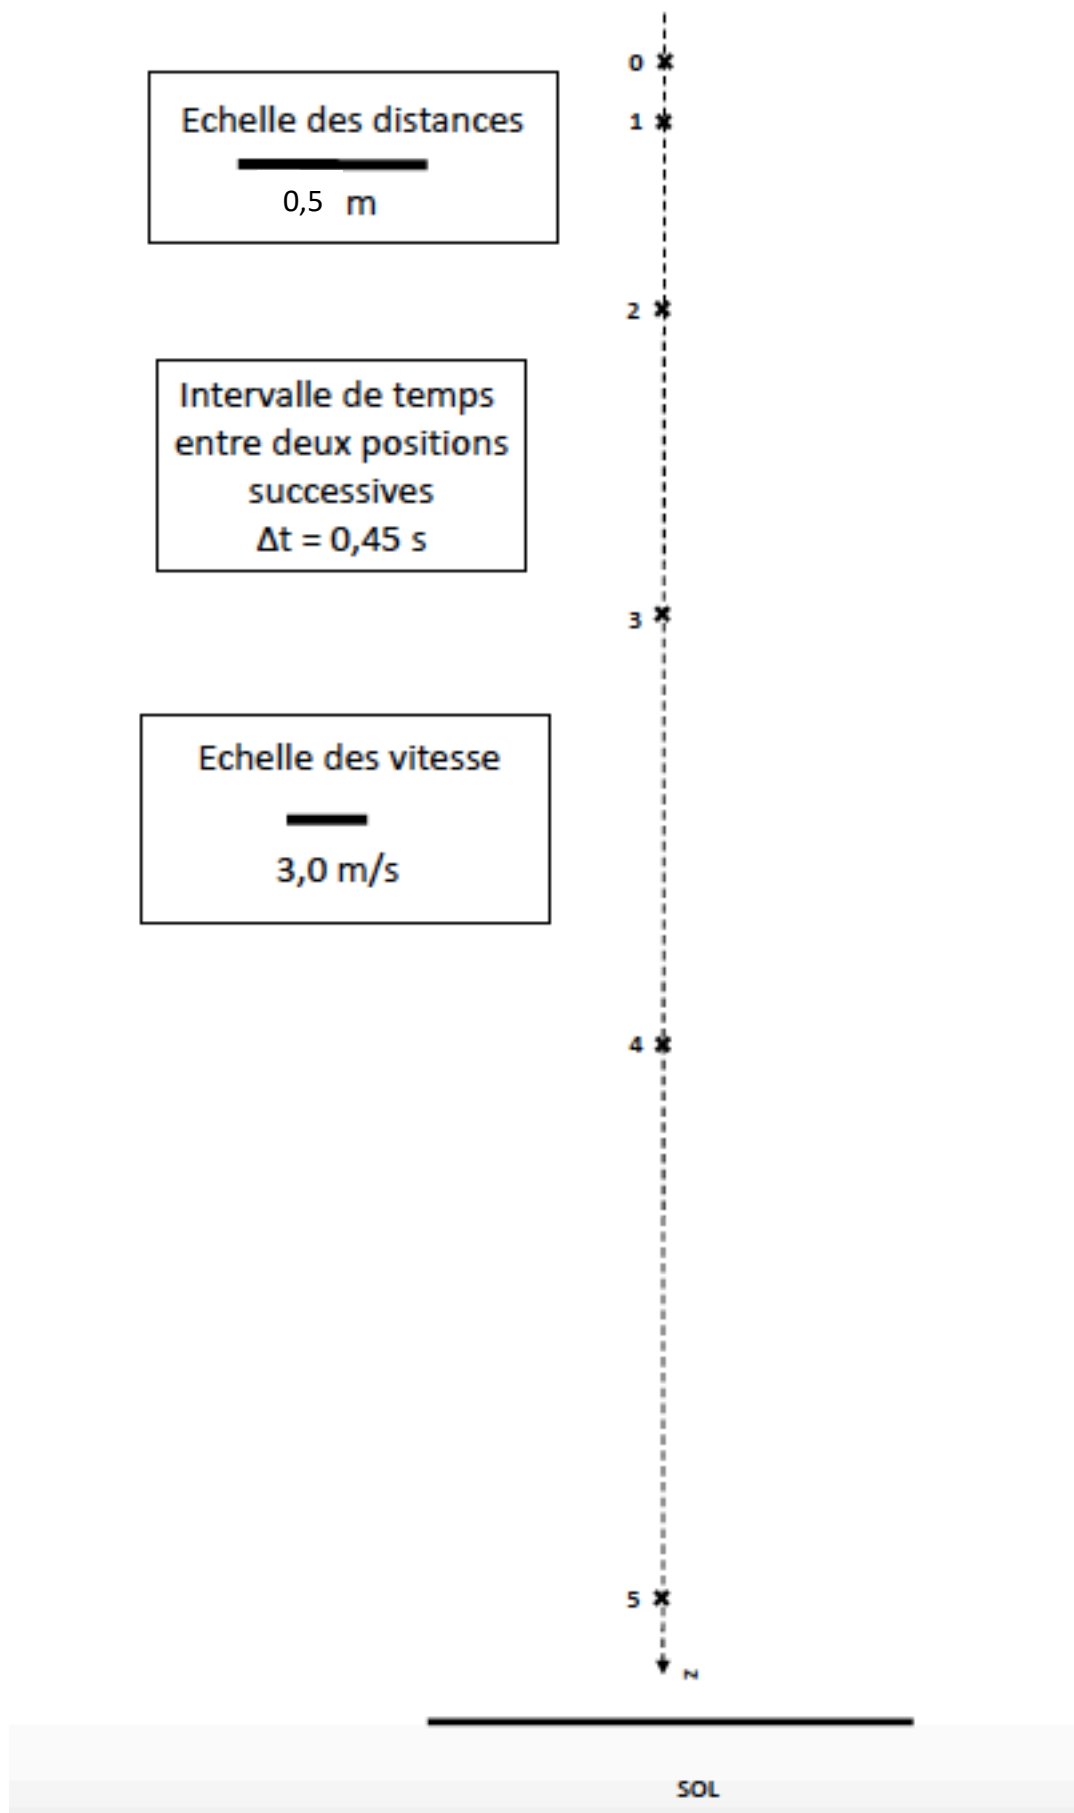 0
Echelle des distances
1
0,5 m
2
Intervalle de temps
entre deux positions
successives
Δt = 0,45 s
3
Echelle des vitesse
3,0 m/s
4
5
z
SOL